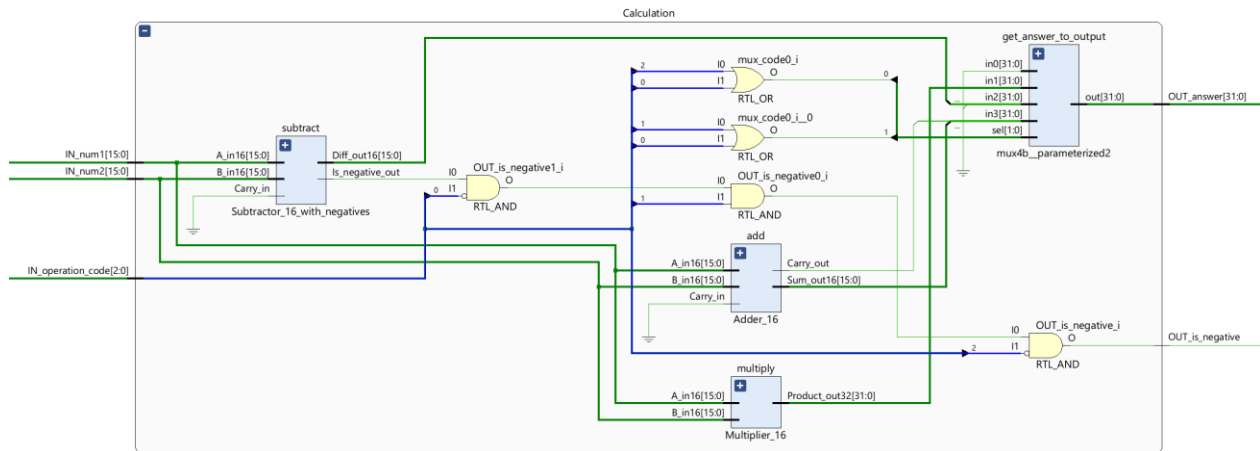 Calculation
get_answer_to_output
in0[31:0]
in1[31:0]
in2[31:0]
in3[31:0]
sel[1:0]
out[31:0]
OUT_answer[31:0]
mux4b__parameterized2
mux_code0_i
2
I0
O
0
0
I1
RTL_OR
mux_code0_i__0
1
I0
O
1
0
I1
RTL_OR
subtract
IN_num1[15:0]
A_in16[15:0]
Diff_out16[15:0]
IN_num2[15:0]
B_in16[15:0]
Is_negative_out
Carry_in
Subtractor_16_with_negatives
OUT_is_negative1_i
I0
O
0
I1
RTL_AND
OUT_is_negative0_i
I0
O
1
I1
RTL_AND
add
A_in16[15:0]
Carry_out
B_in16[15:0]
Sum_out16[15:0]
Carry_in
Adder_16
IN_operation_code[2:0]
OUT_is_negative_i
I0
O
2
I1
RTL_AND
OUT_is_negative
multiply
A_in16[15:0]
Product_out32[31:0]
B_in16[15:0]
Multiplier_16